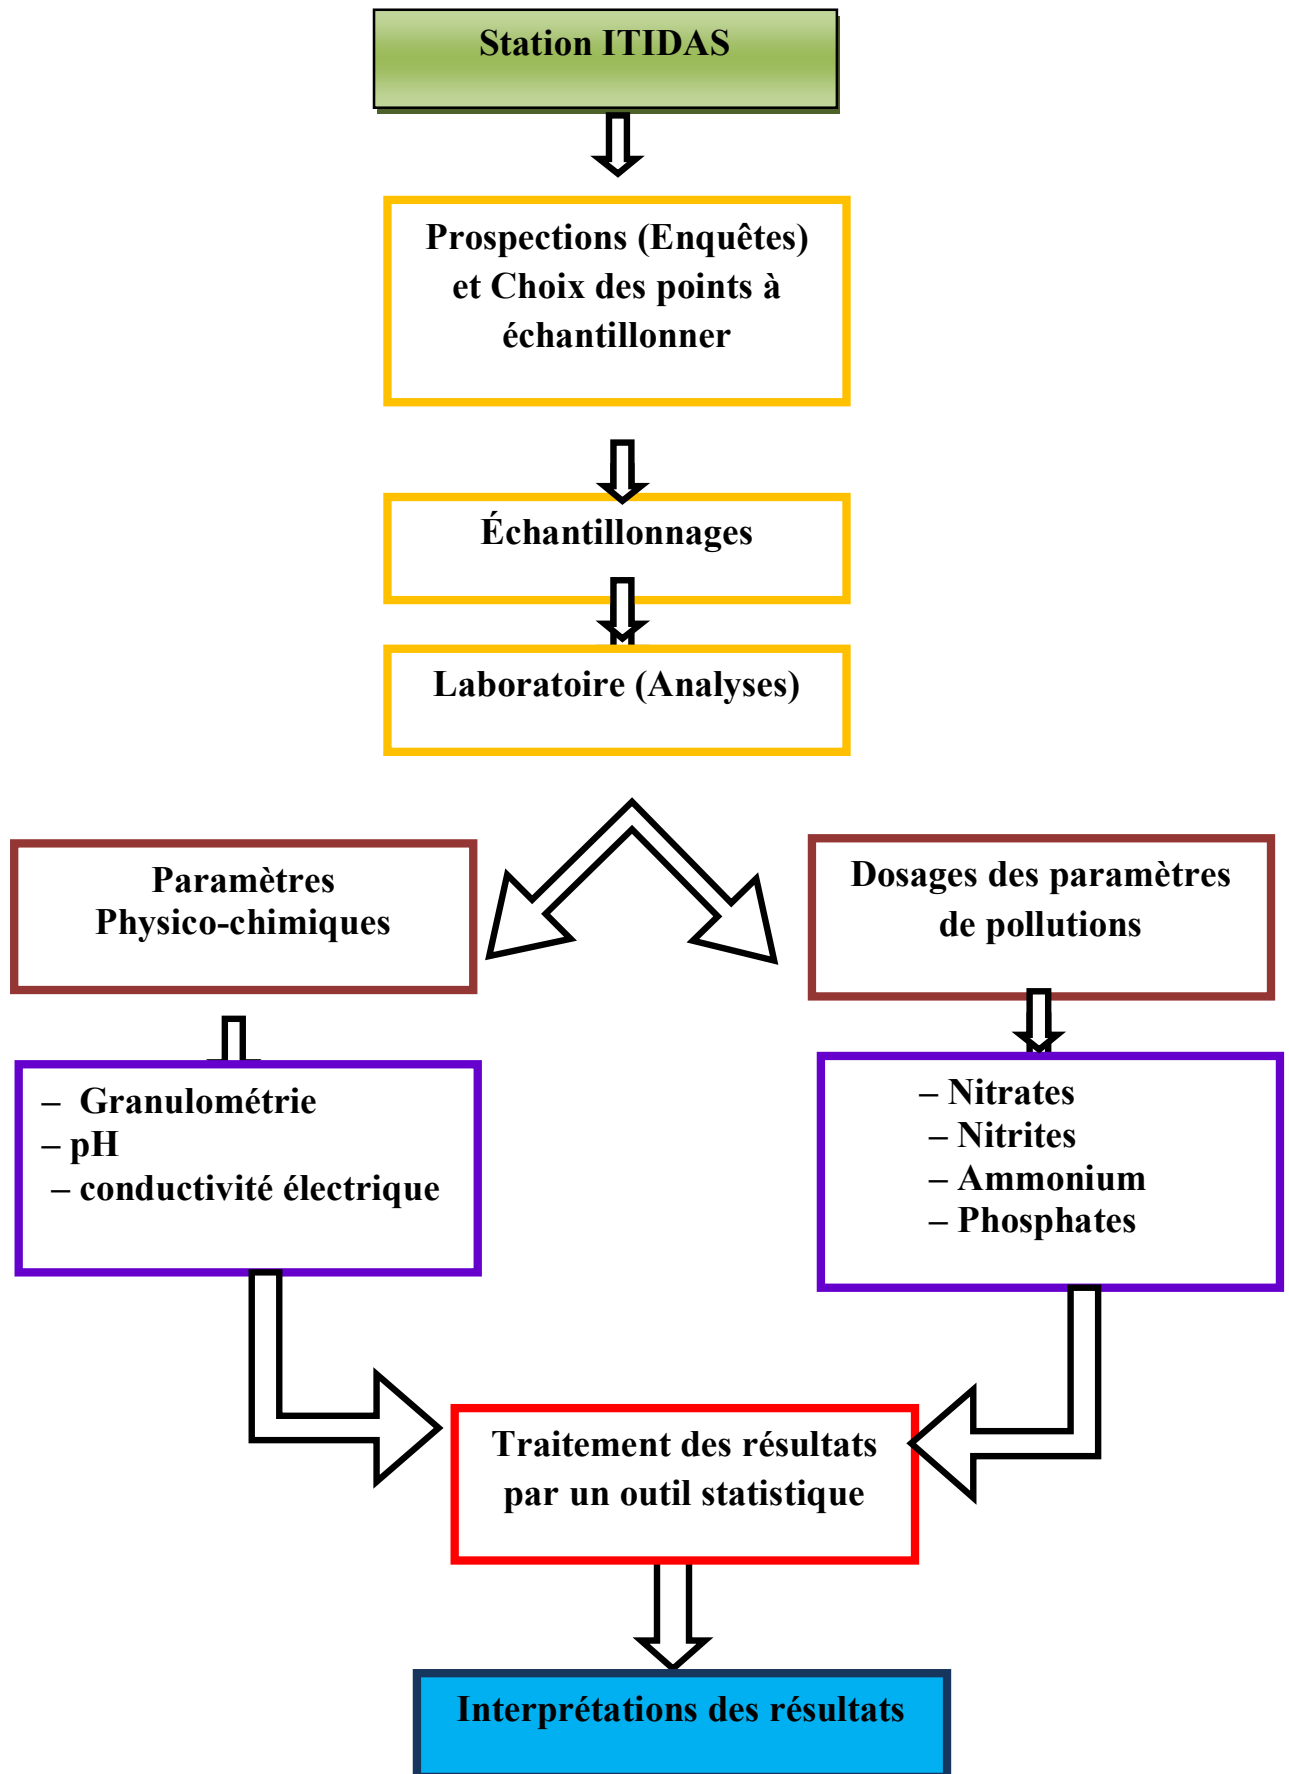 Station ITIDAS
Prospections (Enquêtes)
et Choix des points à
échantillonner
Échantillonnages
Laboratoire (Analyses)
Paramètres
Physico-chimiques
Dosages des paramètres
de pollutions
– Granulométrie
– pH
– conductivité électrique
– Nitrates
– Nitrites
– Ammonium
– Phosphates
Traitement des résultats
par un outil statistique
Interprétations des résultats